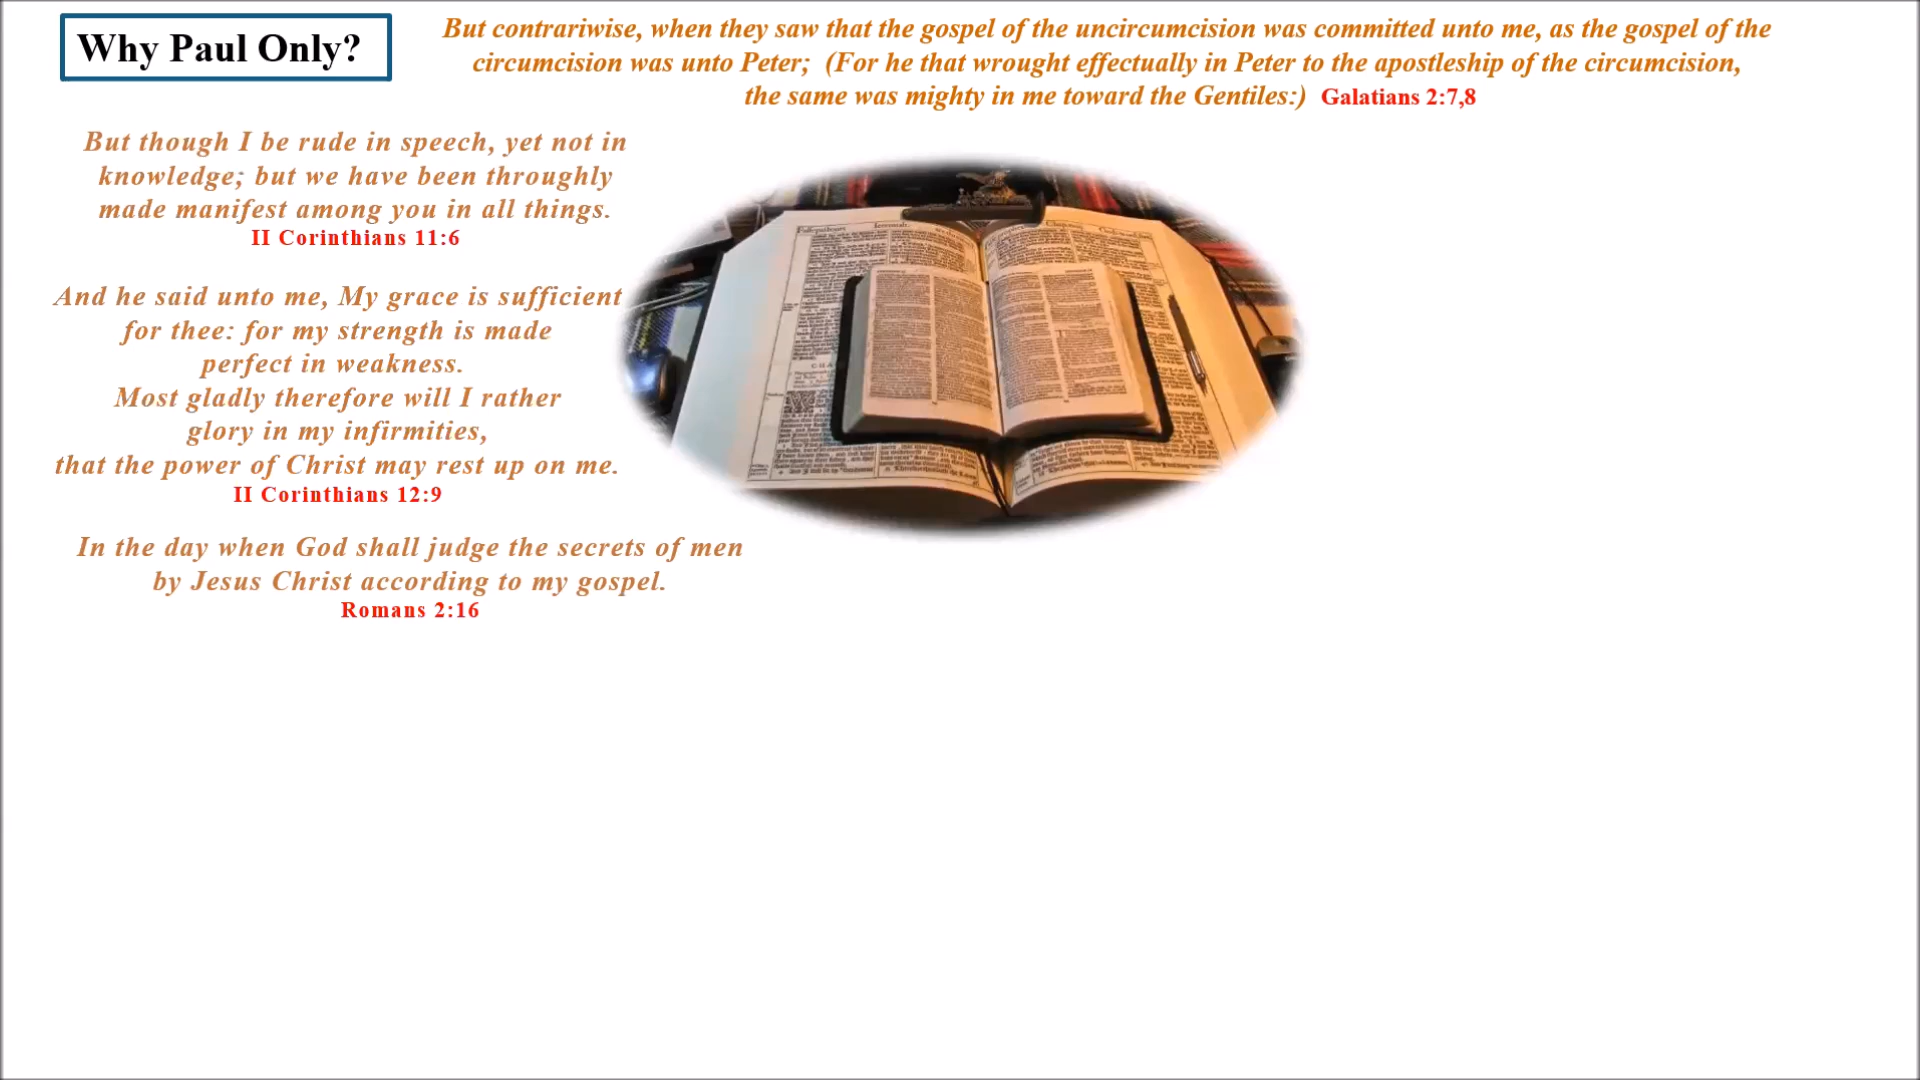 Why Paul Only?
But contrariwise, when they saw that the gospel of the uncircumcision was committed unto me, as the gospel of the
circumcision was unto Peter; (For he that wrought effectually in Peter to the apostleship of the circumcision,
the same was mighty in me toward the Gentiles:) Galatians 2:7,8
But though I be rude in speech, yet not in
knowledge; but we have been throughly
made manifest among you in all things.
II Corinthians 11:6
And he said unto me, My grace is sufficient
for thee: for my strength is made
perfect in weakness.
Most gladly therefore will I rather
glory in my infirmities,
that the power of Christ may rest up on me.
II Corinthians 12:9
In the day when God shall judge the secrets of men
by Jesus Christ according to my gospel.
Romans 2:16